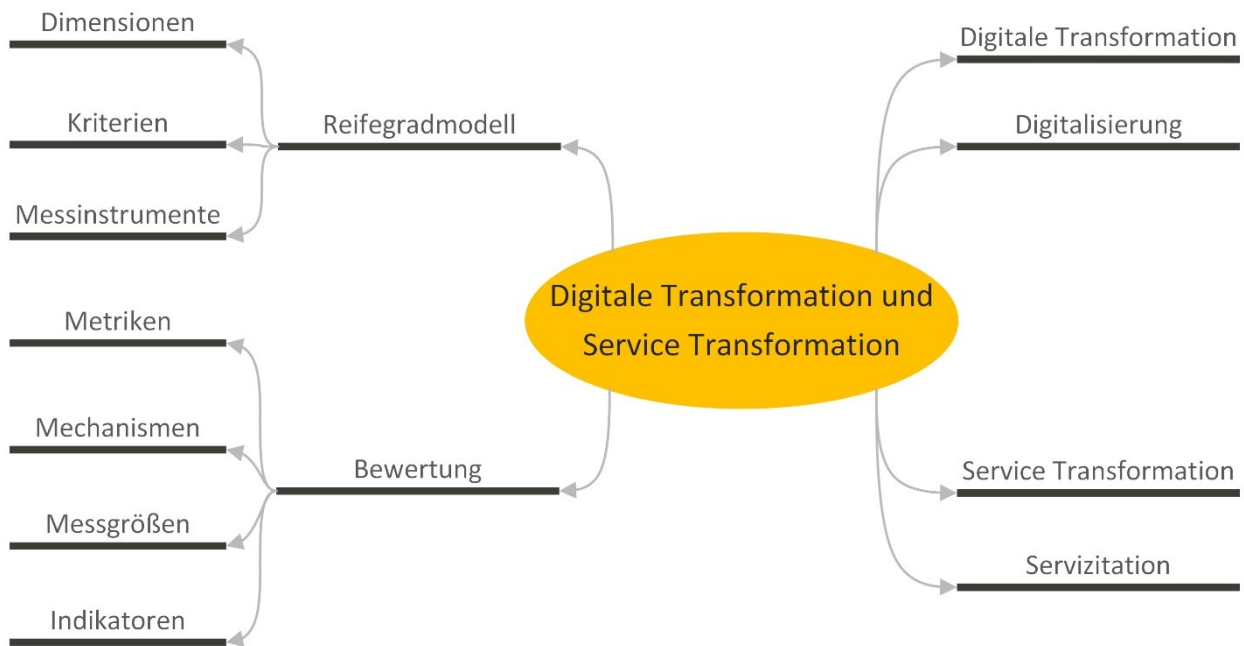 Dimensionen
Kriterien
Messinstrumente
Reifegradmodell
Metriken
Mechanismen
Messgrößen
Indikatoren
Bewertung
Digitale Transformation und
Service Transformation
Digitale Transformation
Digitalisierung
Service Transformation
Servizitation